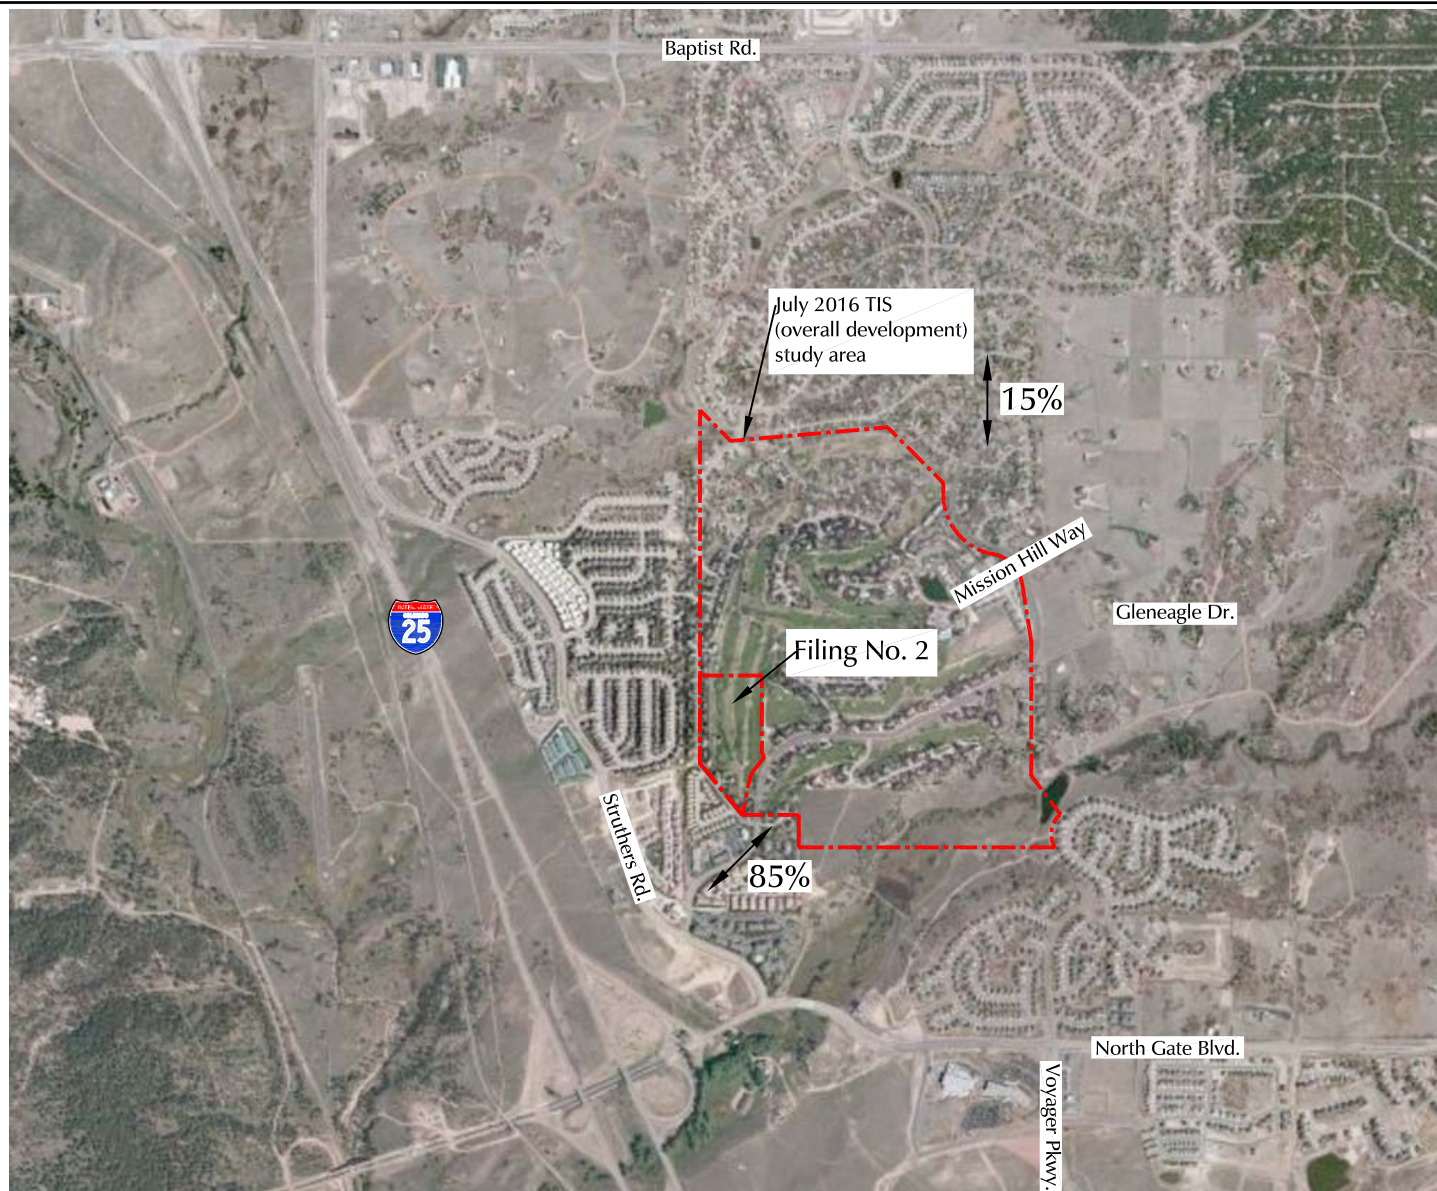 Baptist Rd.
July 2016 TIS
(overall development)
study area
15%
Mission Hill Way
Gleneagle Dr.
25
Filing No. 2
Struthers Rd.
85%
North Gate Blvd.
Voyager Pkwy.